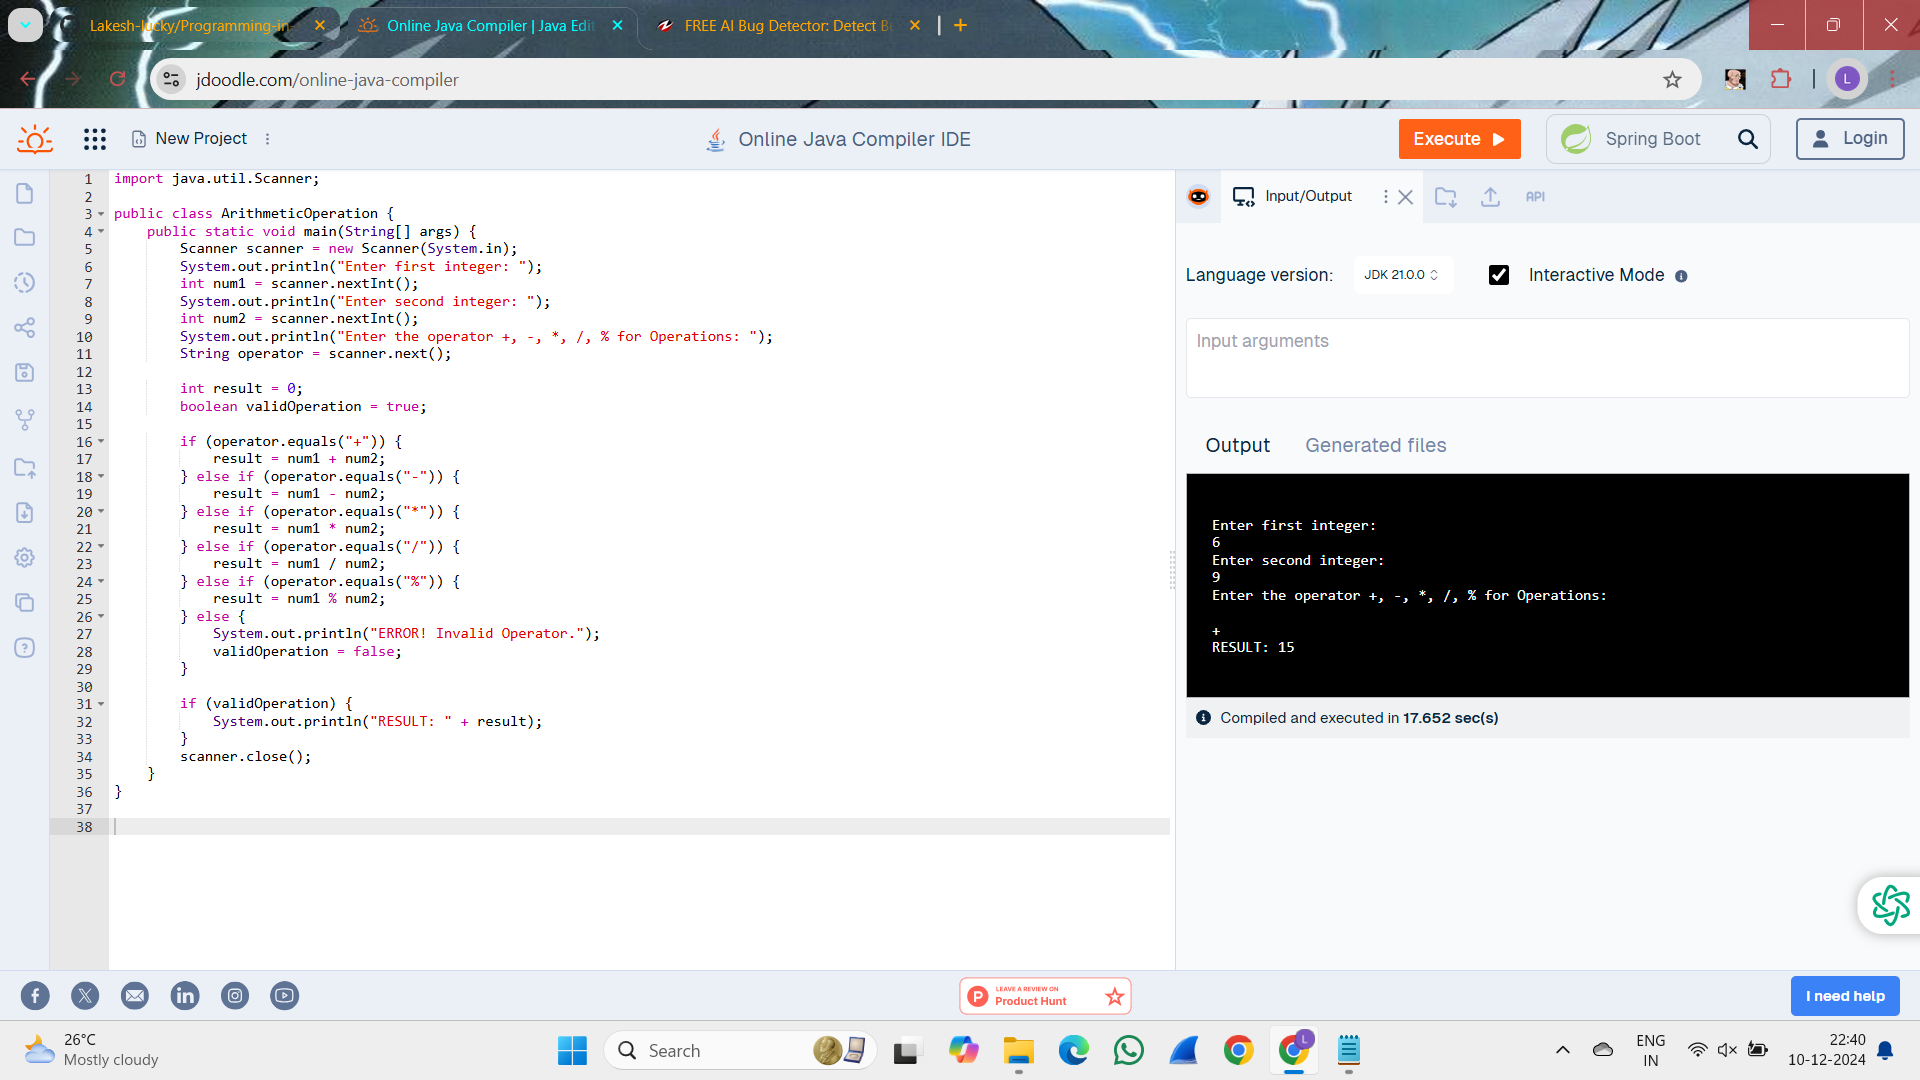 Lakesh-lucky/Programming-in-
Online Java Compiler | Java Edit
FREE AI Bug Detector: Detect B
jdoodle.com/online-java-compiler
L
New Project
Online Java Compiler IDE
Execute
Spring Boot
Login
1 import java.util.Scanner;
2
3 public class ArithmeticOperation {
4 public static void main(String[] args) {
5 Scanner scanner = new Scanner(System.in);
6 System.out.println("Enter first integer: ");
7 int num1 = scanner.nextInt();
8 System.out.println("Enter second integer: ");
9 int num2 = scanner.nextInt();
10 System.out.println("Enter the operator +, -, *, /, % for Operations: ");
11 String operator = scanner.next();
12
13 int result = 0;
14 boolean validOperation = true;
15
16 if (operator.equals("+")) {
17 result = num1 + num2;
18 } else if (operator.equals("-")) {
19 result = num1 - num2;
20 } else if (operator.equals("*")) {
21 result = num1 * num2;
22 } else if (operator.equals("/")) {
23 result = num1 / num2;
24 } else if (operator.equals("%")) {
25 result = num1 % num2;
26 } else {
27 System.out.println("ERROR! Invalid Operator.");
28 validOperation = false;
29 }
30
31 if (validOperation) {
32 System.out.println("RESULT: " + result);
33 }
34 scanner.close();
35 }
36 }
37
38
Input/Output
API
Language version:
JDK 21.0.0
Interactive Mode
Input arguments
Output
Generated files
Enter first integer:
6
Enter second integer:
9
Enter the operator +, -, *, /, % for Operations:
+
RESULT: 15
Compiled and executed in 17.652 sec(s)
LEAVE A REVIEW ON
Product Hunt
I need help
26°C
Mostly cloudy
Search
L
ENG
IN
22:40
10-12-2024